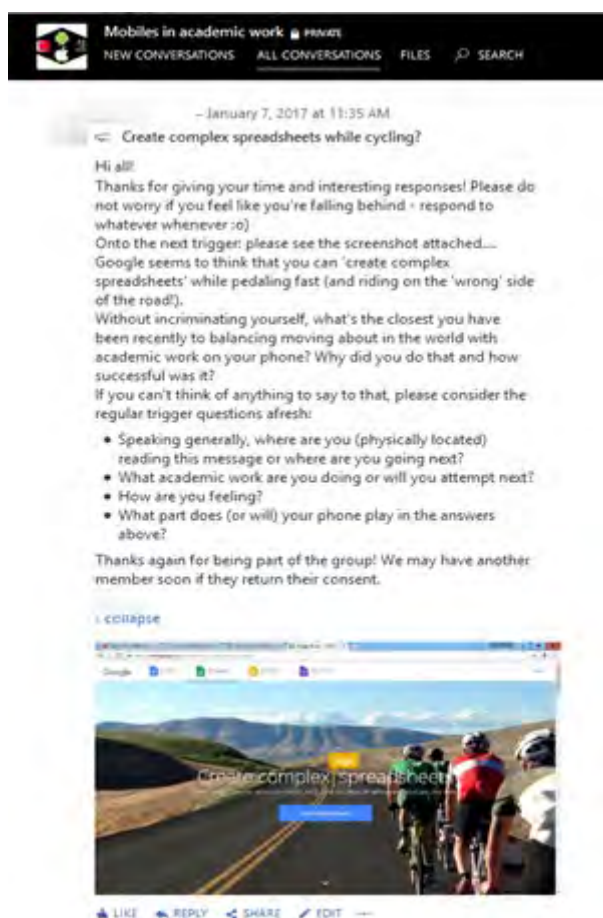 Mobiles in academic work PRIVATE
NEW CONVERSATIONS ALL CONVERSATIONS FILES SEARCH
– January 7, 2017 at 11:35 AM
Create complex spreadsheets while cycling?
Hi all!
Thanks for giving your time and interesting responses! Please do
not worry if you feel like you're falling behind - respond to
whatever whenever :o)
Onto the next trigger: please see the screenshot attached....
Google seems to think that you can 'create complex
spreadsheets' while pedaling fast (and riding on the 'wrong' side
of the road!).
Without incriminating yourself, what's the closest you have
been recently to balancing moving about in the world with
academic work on your phone? Why did you do that and how
successful was it?
If you can't think of anything to say to that, please consider the
regular trigger questions afresh:
• Speaking generally, where are you (physically located)
reading this message or where are you going next?
• What academic work are you doing or will you attempt next?
• How are you feeling?
• What part does (or will) your phone play in the answers
above?
Thanks again for being part of the group! We may have another
member soon if they return their consent.
‹ collapse
Google
Create complex spreadsheets
LIKE REPLY SHARE EDIT ···